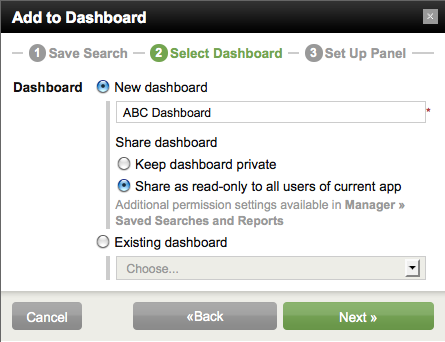 Add to Dashboard
1 Save Search 2 Select Dashboard 3 Set Up Panel
Dashboard New dashboard
ABC Dashboard *
Share dashboard
Keep dashboard private
Share as read-only to all users of current app
Additional permission settings available in Manager »
Saved Searches and Reports
Existing dashboard
Choose...
Cancel «Back Next »